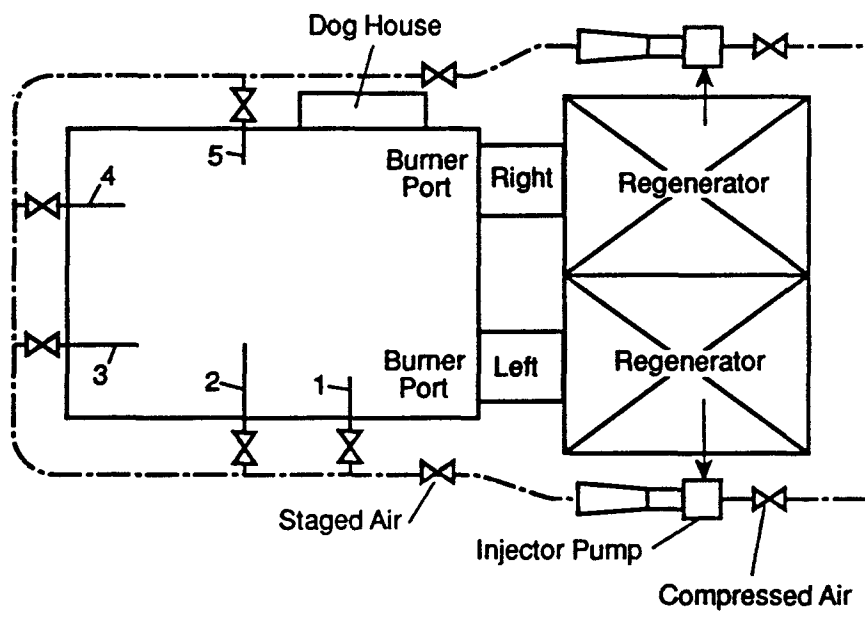 Dog House
5
Burner
Port
Right
Regenerator
4
3
2
1
Burner
Port
Left
Regenerator
Staged Air
Injector Pump
Compressed Air